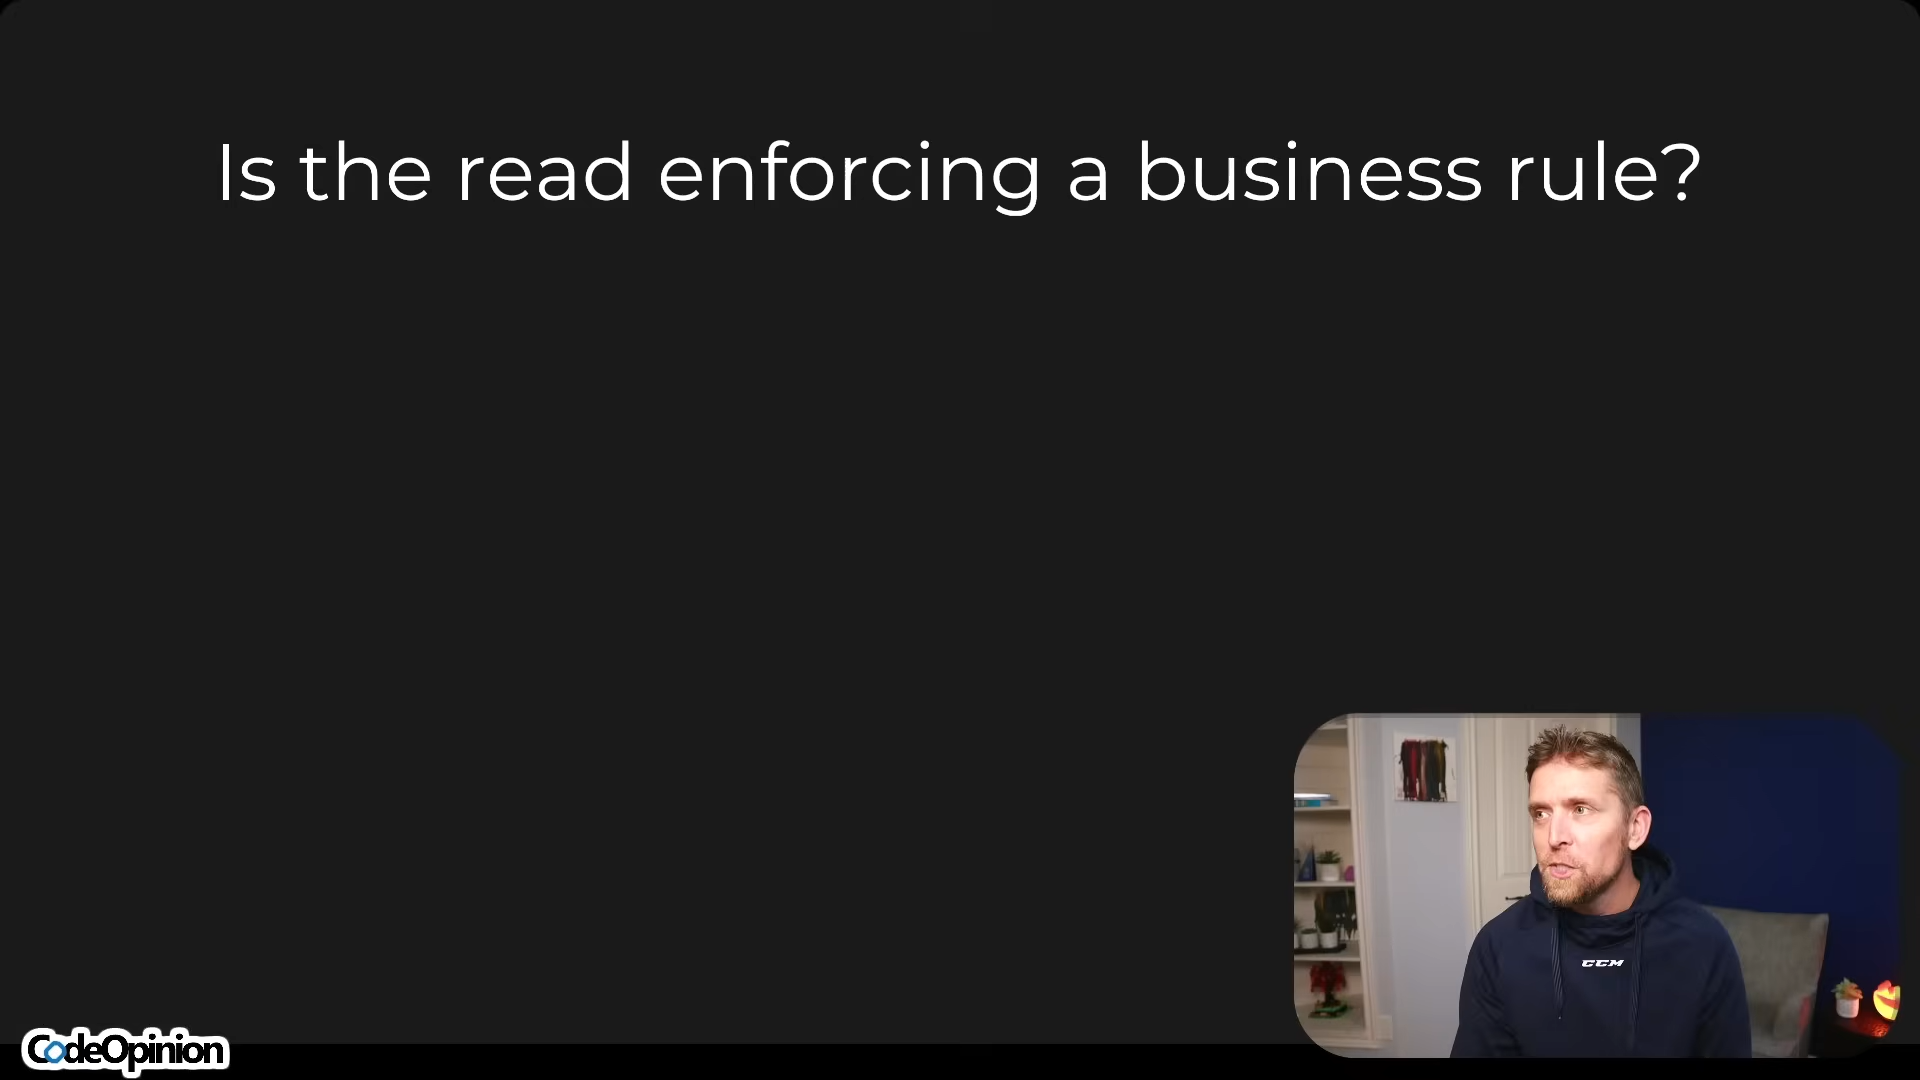 Is the read enforcing a business rule?
CCM
CodeOpinion